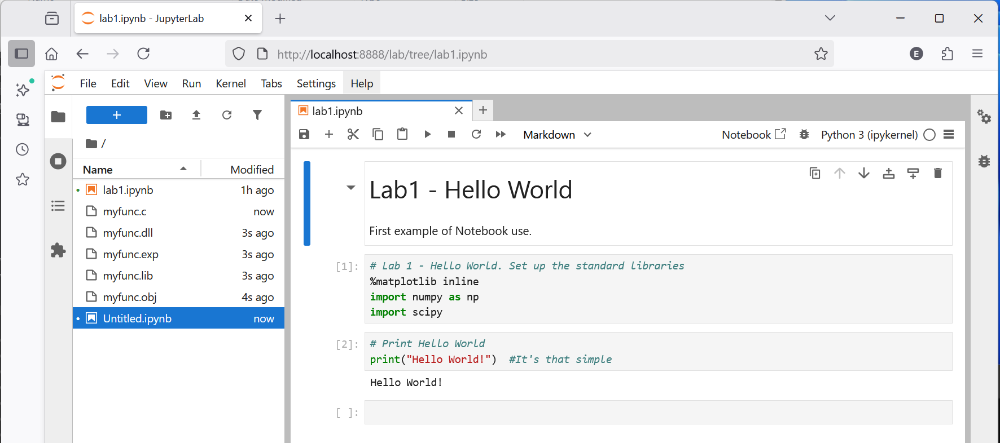 lab1.ipynb - JupyterLab
http://localhost:8888/lab/tree/lab1.ipynb
E
File Edit View Run Kernel Tabs Settings Help
lab1.ipynb
Markdown
Notebook
Python 3 (ipykernel)
/
Name Modified
lab1.ipynb 1h ago
myfunc.c now
myfunc.dll 3s ago
myfunc.exp 3s ago
myfunc.lib 3s ago
myfunc.obj 4s ago
Untitled.ipynb now
Lab1 - Hello World
First example of Notebook use.
[1]: # Lab 1 - Hello World. Set up the standard libraries
%matplotlib inline
import numpy as np
import scipy
[2]: # Print Hello World
print("Hello World!")  #It's that simple
Hello World!
[ ]: